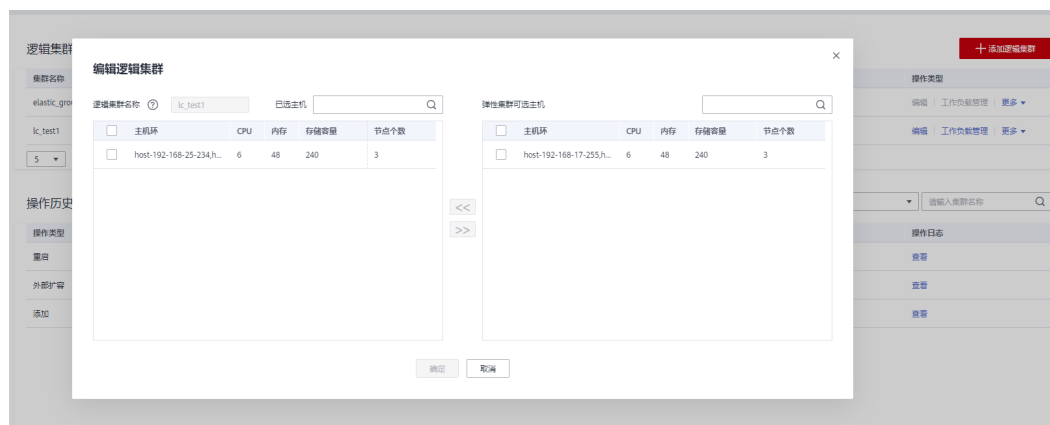 逻辑集群
添加逻辑集群
集群名称
操作类型
编辑 工作负载管理 更多
lc_test1
编辑 工作负载管理 更多
5
编辑逻辑集群
逻辑集群名称 ? lc_test1 已选主机
弹性集群可选主机
主机环 CPU 内存 存储容量 节点个数
host-192-168-25-234,h... 6 48 240 3
主机环 CPU 内存 存储容量 节点个数
host-192-168-17-255,h... 6 48 240 3
<<
>>
确定 取消
操作历史
请输入集群名称
操作类型
操作日志
重启
查看
外部扩容
查看
添加
查看